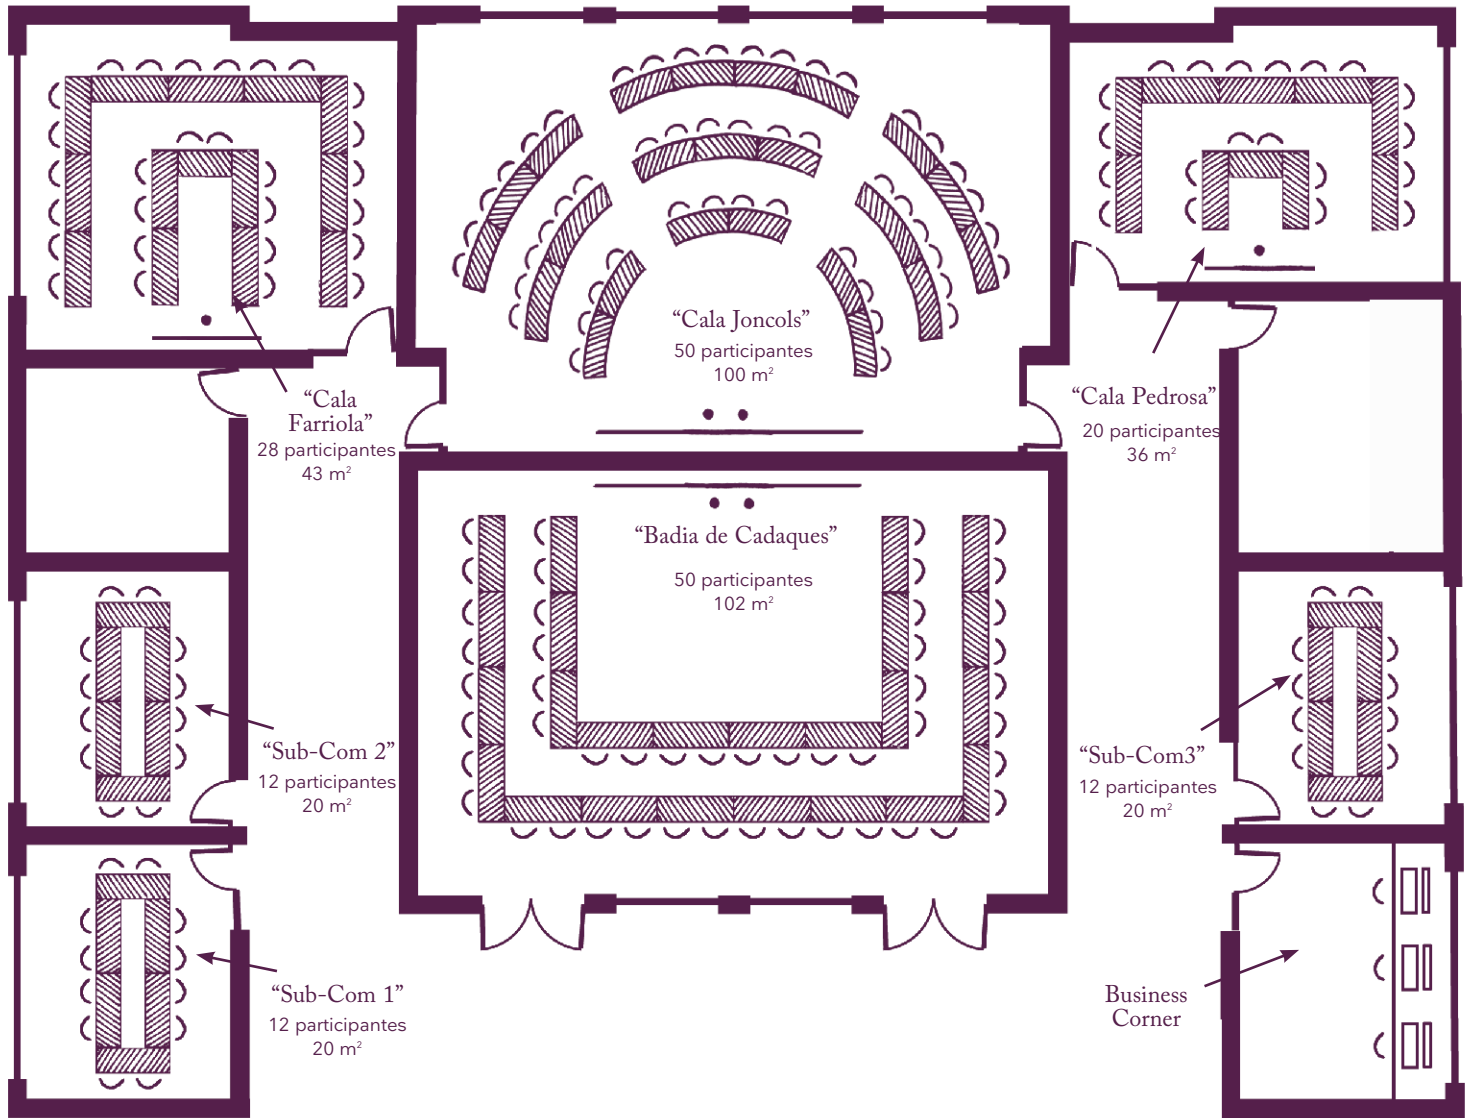 “Cala Joncols”
50 participantes
100 m²
“Cala
Farriola”
28 participantes
43 m²
“Cala Pedrosa”
20 participantes
36 m²
“Badia de Cadaques”
50 participantes
102 m²
“Sub-Com 2”
12 participantes
20 m²
“Sub-Com3”
12 participantes
20 m²
“Sub-Com 1”
12 participantes
20 m²
Business
Corner